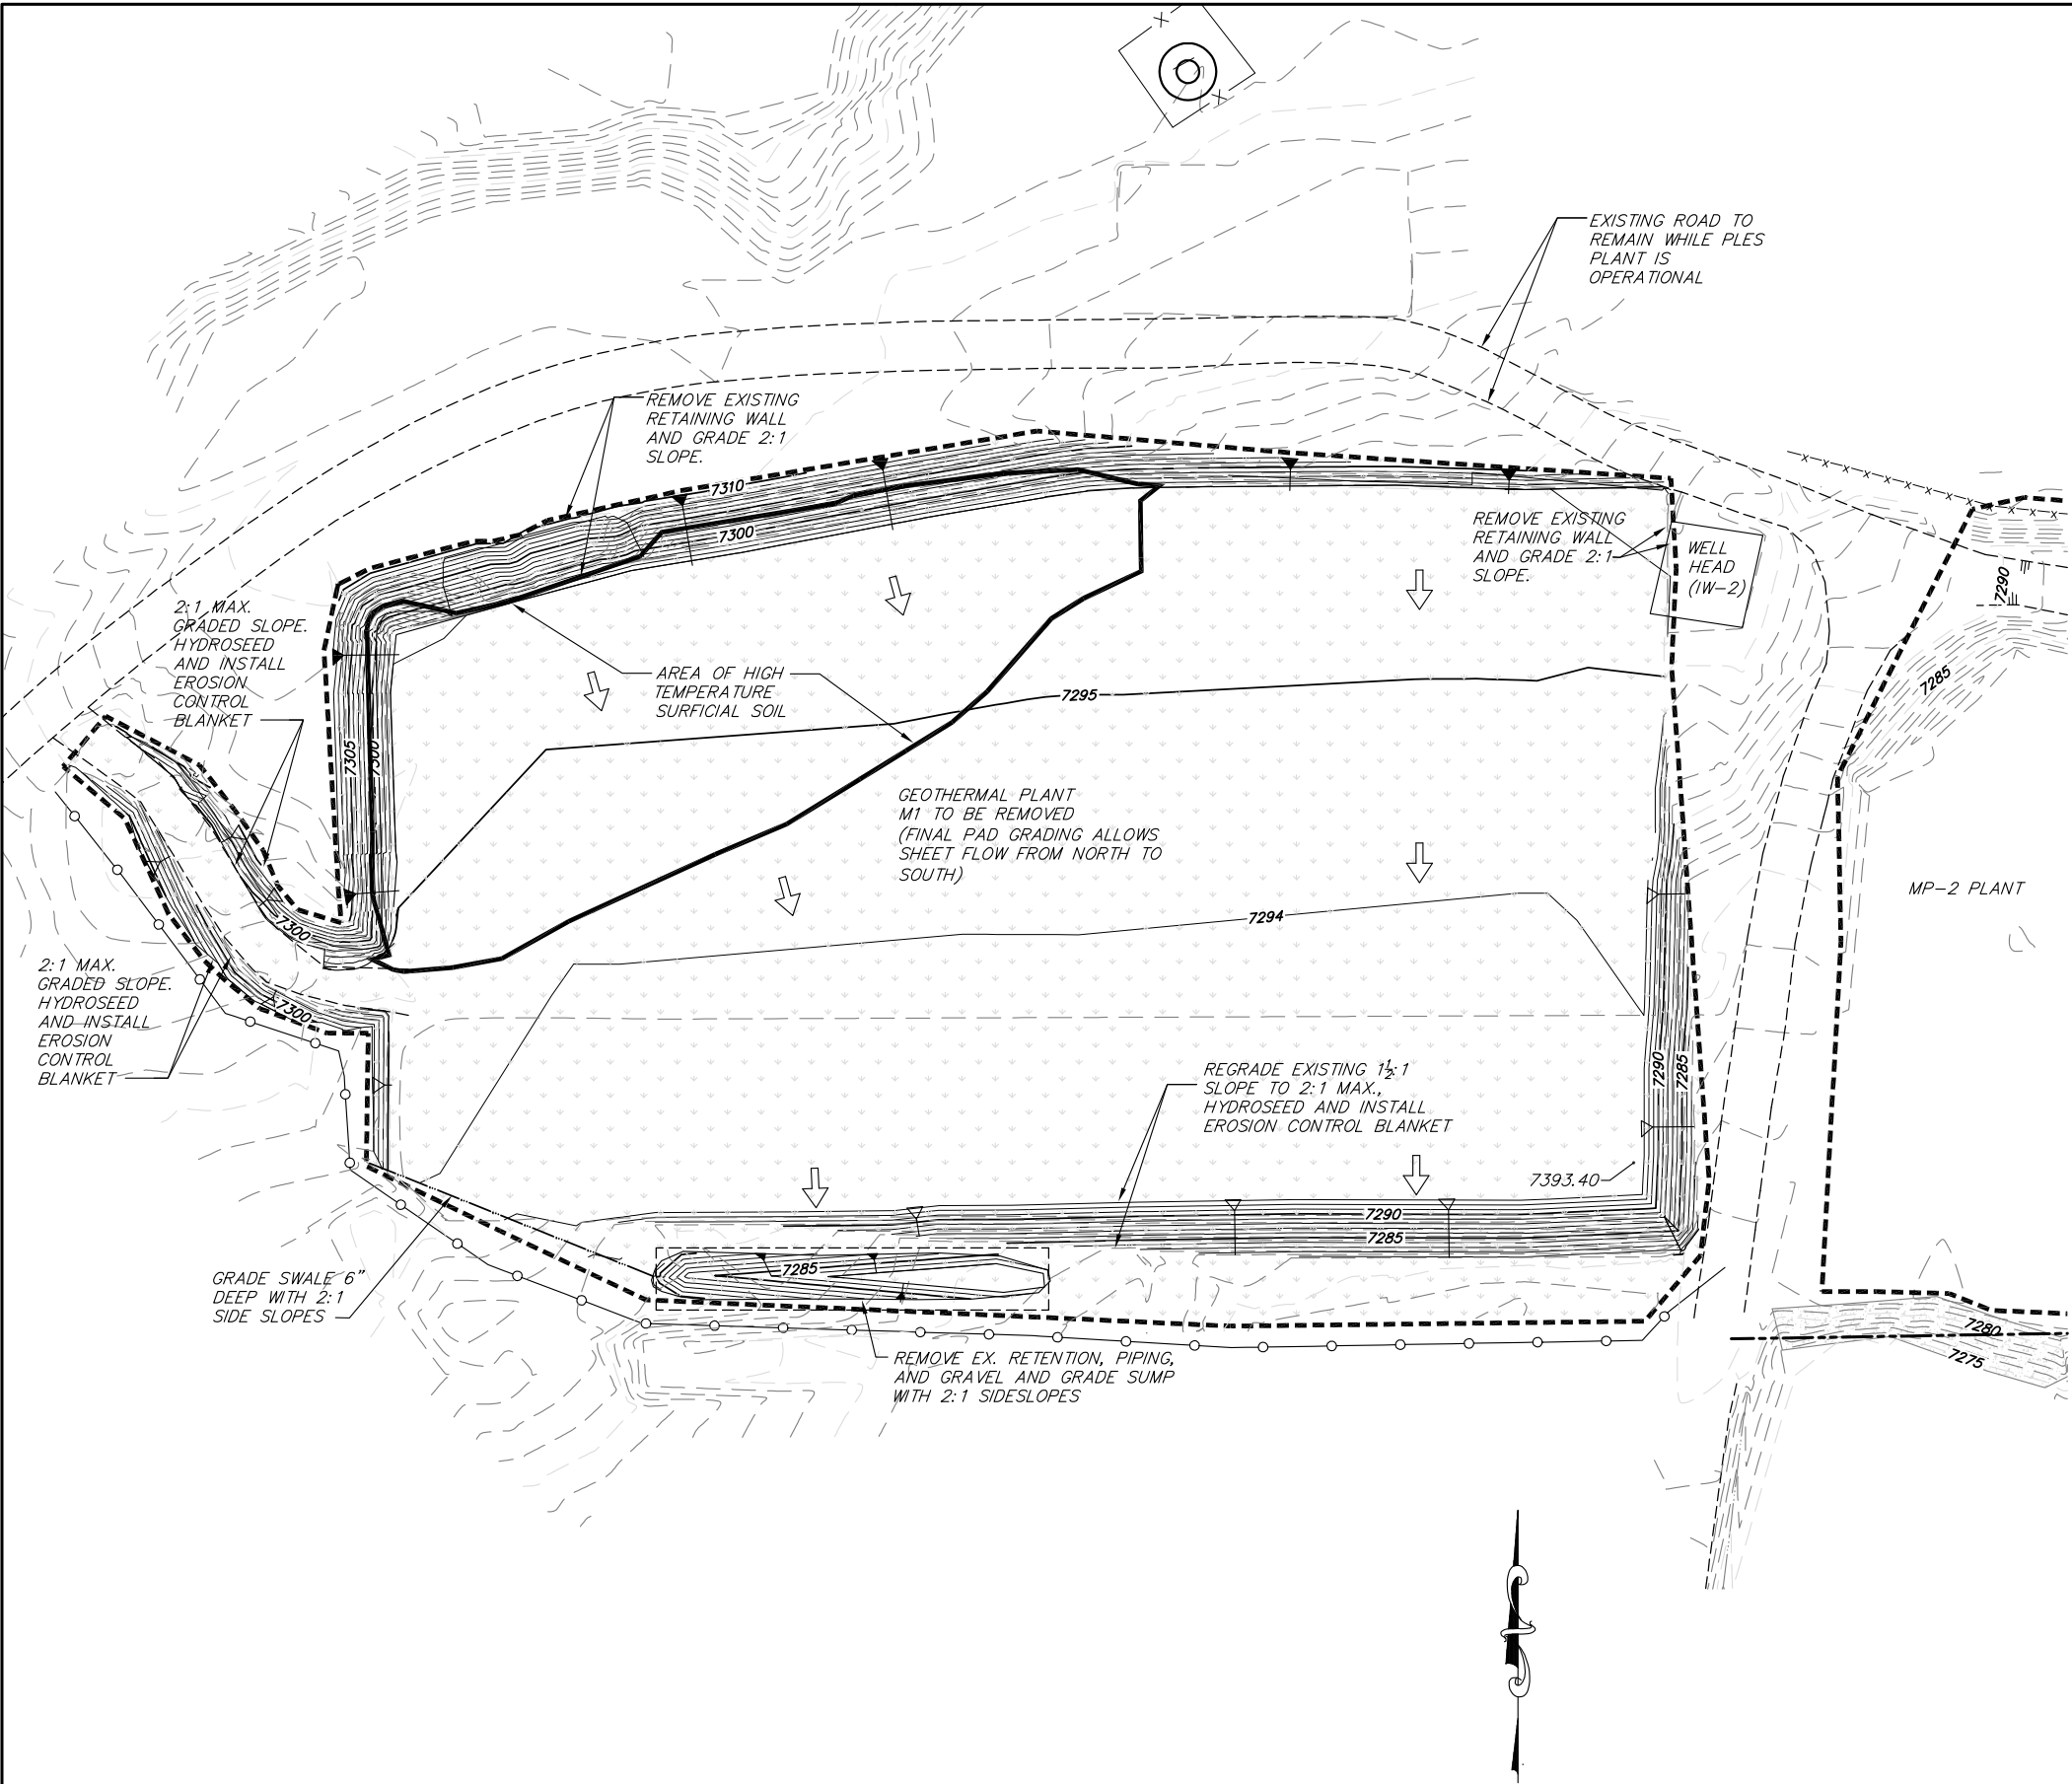 EXISTING ROAD TO
REMAIN WHILE PLES
PLANT IS
OPERATIONAL
REMOVE EXISTING
RETAINING WALL
AND GRADE 2:1
SLOPE.
7310
7300
REMOVE EXISTING
RETAINING WALL
AND GRADE 2:1
SLOPE.
WELL
HEAD
(IW-2)
7290
7285
2:1 MAX.
GRADED SLOPE.
HYDROSEED
AND INSTALL
EROSION
CONTROL
BLANKET
AREA OF HIGH
TEMPERATURE
SURFICIAL SOIL
7295
7305
7300
GEOTHERMAL PLANT
M1 TO BE REMOVED
(FINAL PAD GRADING ALLOWS
SHEET FLOW FROM NORTH TO
SOUTH)
MP-2 PLANT
7294
7300
2:1 MAX.
GRADED SLOPE.
HYDROSEED
AND INSTALL
EROSION
CONTROL
BLANKET
7300
REGRADE EXISTING 1½:1
SLOPE TO 2:1 MAX.,
HYDROSEED AND INSTALL
EROSION CONTROL BLANKET
7290
7285
7393.40
7290
7285
7285
GRADE SWALE 6"
DEEP WITH 2:1
SIDE SLOPES
REMOVE EX. RETENTION, PIPING,
AND GRAVEL AND GRADE SUMP
WITH 2:1 SIDESLOPES
7280
7275